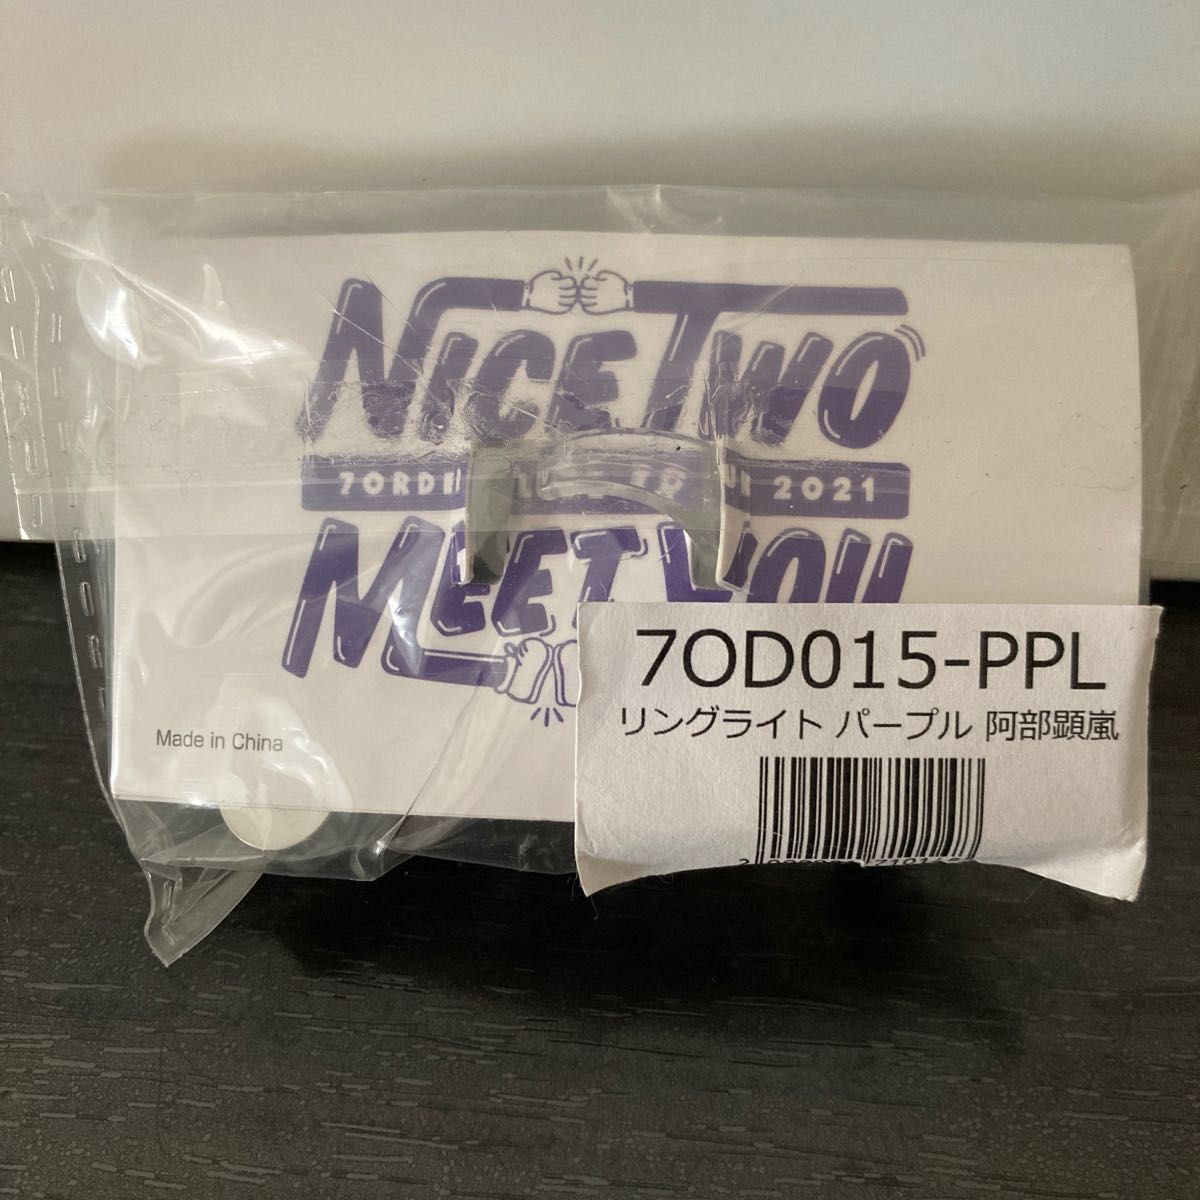 NICE TWO
2021
MEET YOU
Made in China
7OD015-PPL
リングライト パープル 阿部顕嵐